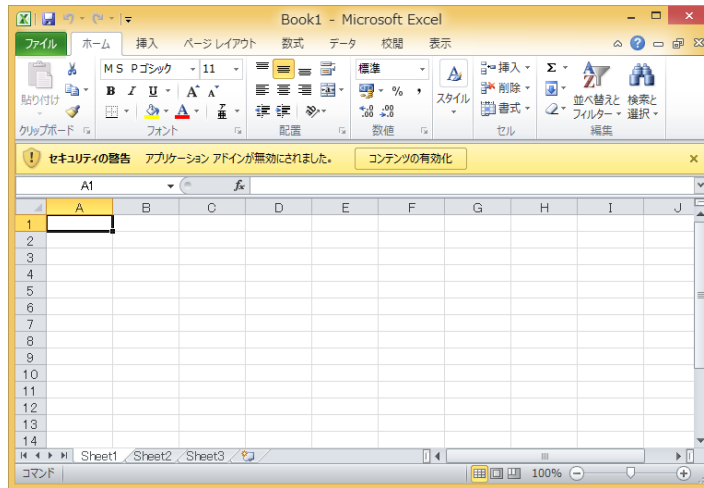 Book1 - Microsoft Excel
ファイル ホーム 挿入 ページ レイアウト 数式 データ 校閲 表示
貼り付け
クリップボード
ＭＳ Ｐゴシック 11
B I U A A
A 亜
フォント
配置
標準
% ,
.0 .00
.00 .0
数値
A
スタイル
挿入
削除
書式
セル
Σ
並べ替えと
フィルター
検索と
選択
編集
セキュリティの警告 アプリケーション アドインが無効にされました。 コンテンツの有効化
A1 fx
A B C D E F G H I J
1
2
3
4
5
6
7
8
9
10
11
12
13
14
Sheet1 Sheet2 Sheet3
コマンド 100%